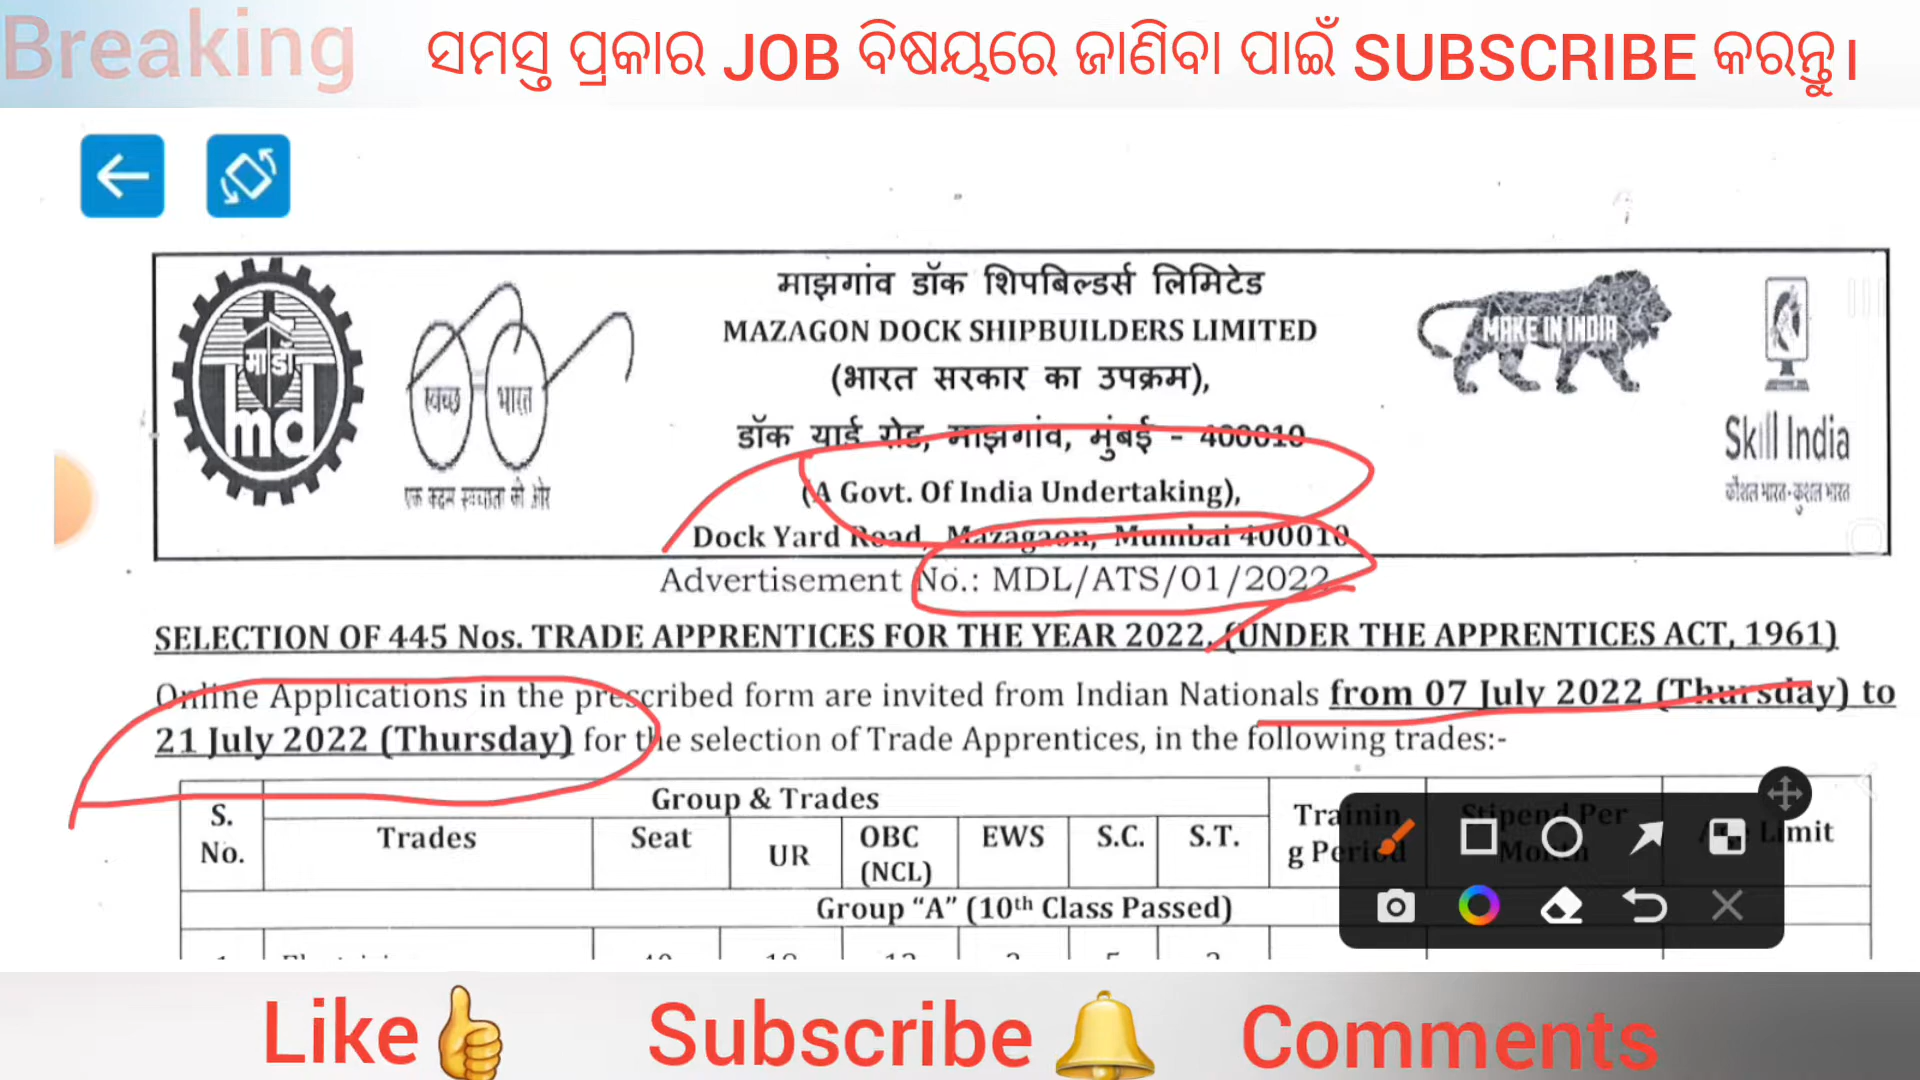 Breaking
ସମସ୍ତ ପ୍ରକାର JOB ବିଷୟରେ ଜାଣିବା ପାଇଁ SUBSCRIBE କରନ୍ତୁ।
माझगांव डॉक शिपबिल्डर्स लिमिटेड
MAZAGON DOCK SHIPBUILDERS LIMITED
(भारत सरकार का उपक्रम),
डॉक यार्ड रोड, माझगांव, मुंबई - 400010
(A Govt. Of India Undertaking),
Dock Yard Road, Mazagaon, Mumbai 400010
माडॉ
md
स्वच्छ भारत
एक कदम स्वच्छता की ओर
MAKE IN INDIA
Skill India
कौशल भारत-कुशल भारत
Advertisement No.: MDL/ATS/01/2022
SELECTION OF 445 Nos. TRADE APPRENTICES FOR THE YEAR 2022. (UNDER THE APPRENTICES ACT, 1961)
Online Applications in the prescribed form are invited from Indian Nationals from 07 July 2022 (Thursday) to
21 July 2022 (Thursday) for the selection of Trade Apprentices, in the following trades:-
S. No.
Group & Trades
Trades
Seat
UR
OBC (NCL)
EWS
S.C.
S.T.
Trainin g Period
Stipend Per Month
Limit
Group “A” (10th Class Passed)
Like
Subscribe
Comments